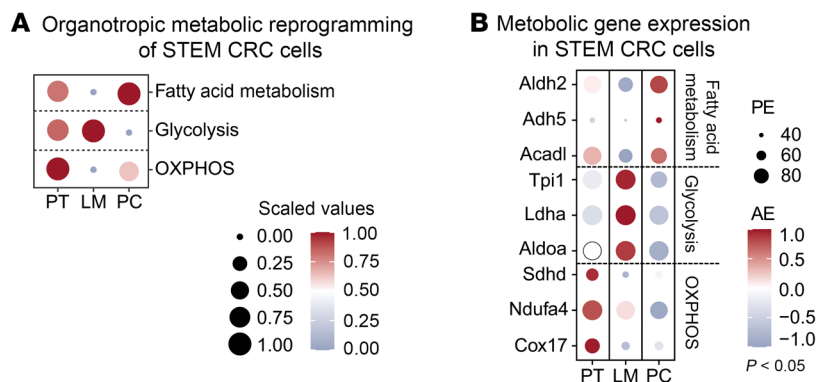 A Organotropic metabolic reprogramming
of STEM CRC cells
Fatty acid metabolism
Glycolysis
OXPHOS
PT LM PC
Scaled values
0.00 1.00
0.25 0.75
0.50 0.50
0.75 0.25
1.00 0.00
B Metobolic gene expression
in STEM CRC cells
Aldh2
Adh5
Acadl
Tpi1
Ldha
Aldoa
Sdhd
Ndufa4
Cox17
PT LM PC
Fatty acid
metabolism
Glycolysis
OXPHOS
PE
40
60
80
AE
1.0
0.5
0.0
−0.5
−1.0
P < 0.05